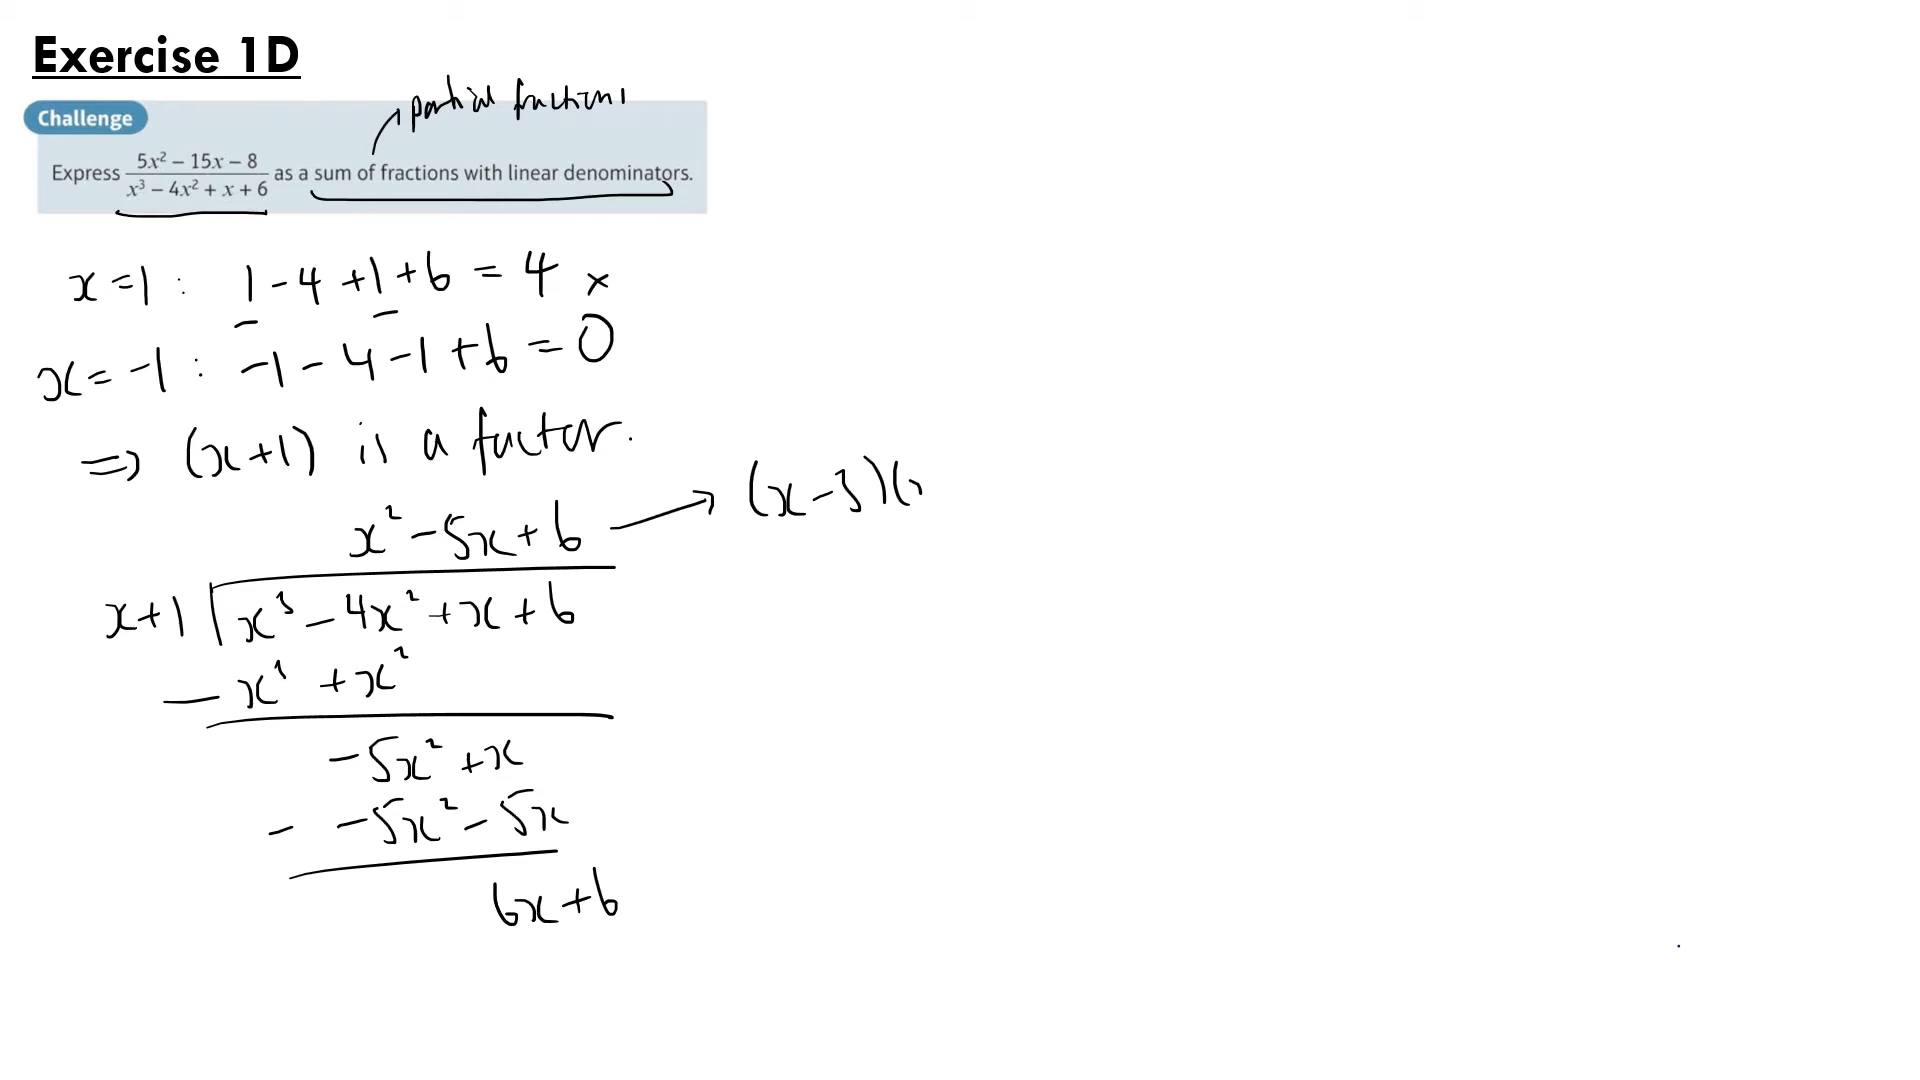 Exercise 1D
partial fractions
Challenge
Express (5x² − 15x − 8)/(x³ − 4x² + x + 6) as a sum of fractions with linear denominators.
x = 1 : 1 - 4 + 1 + 6 = 4 ×
x = -1 : -1 - 4 - 1 + 6 = 0
⇒ (x+1) is a factor.
x² - 5x + 6 → (x-3)(
x+1 | x³ - 4x² + x + 6
- x³ + x²
-5x² + x
- -5x² - 5x
6x + 6